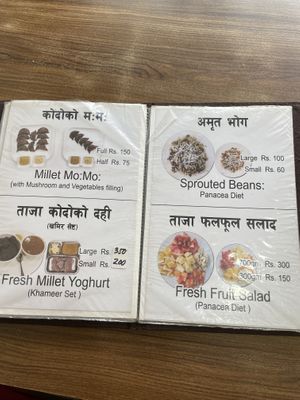 कोदोको म:म:
Full Rs. 150
Half Rs. 75
Millet Mo:Mo:
(with Mushroom and Vegetables filling)
ताजा कोदोको दही
(खमिर सेट)
Large Rs. 350
Small Rs. 200
Fresh Millet Yoghurt
(Khameer Set)
अमृत भोग
Large Rs. 100
Small Rs. 60
Sprouted Beans:
Panacea Diet
ताजा फलफूल सलाद
700gm Rs. 300
300gm Rs. 150
Fresh Fruit Salad
(Panacea Diet)